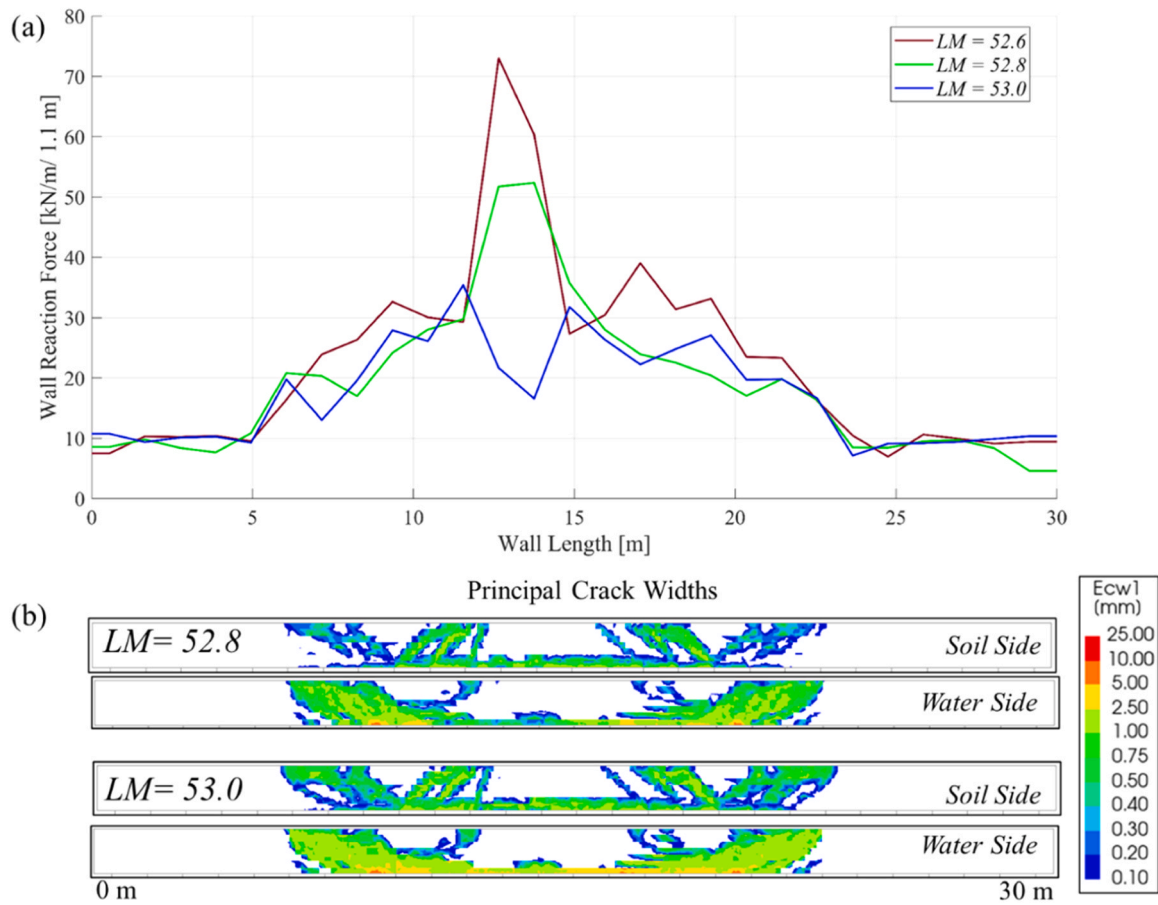 (a)
80
70
60
50
40
30
20
10
0
Wall Reaction Force [kN/m/ 1.1 m]
LM = 52.6
LM = 52.8
LM = 53.0
0 5 10 15 20 25 30
Wall Length [m]
Principal Crack Widths
(b)
LM= 52.8
Soil Side
Water Side
LM= 53.0
Soil Side
Water Side
0 m
30 m
Ecw1
(mm)
25.00
10.00
5.00
2.50
1.00
0.75
0.50
0.40
0.30
0.20
0.10